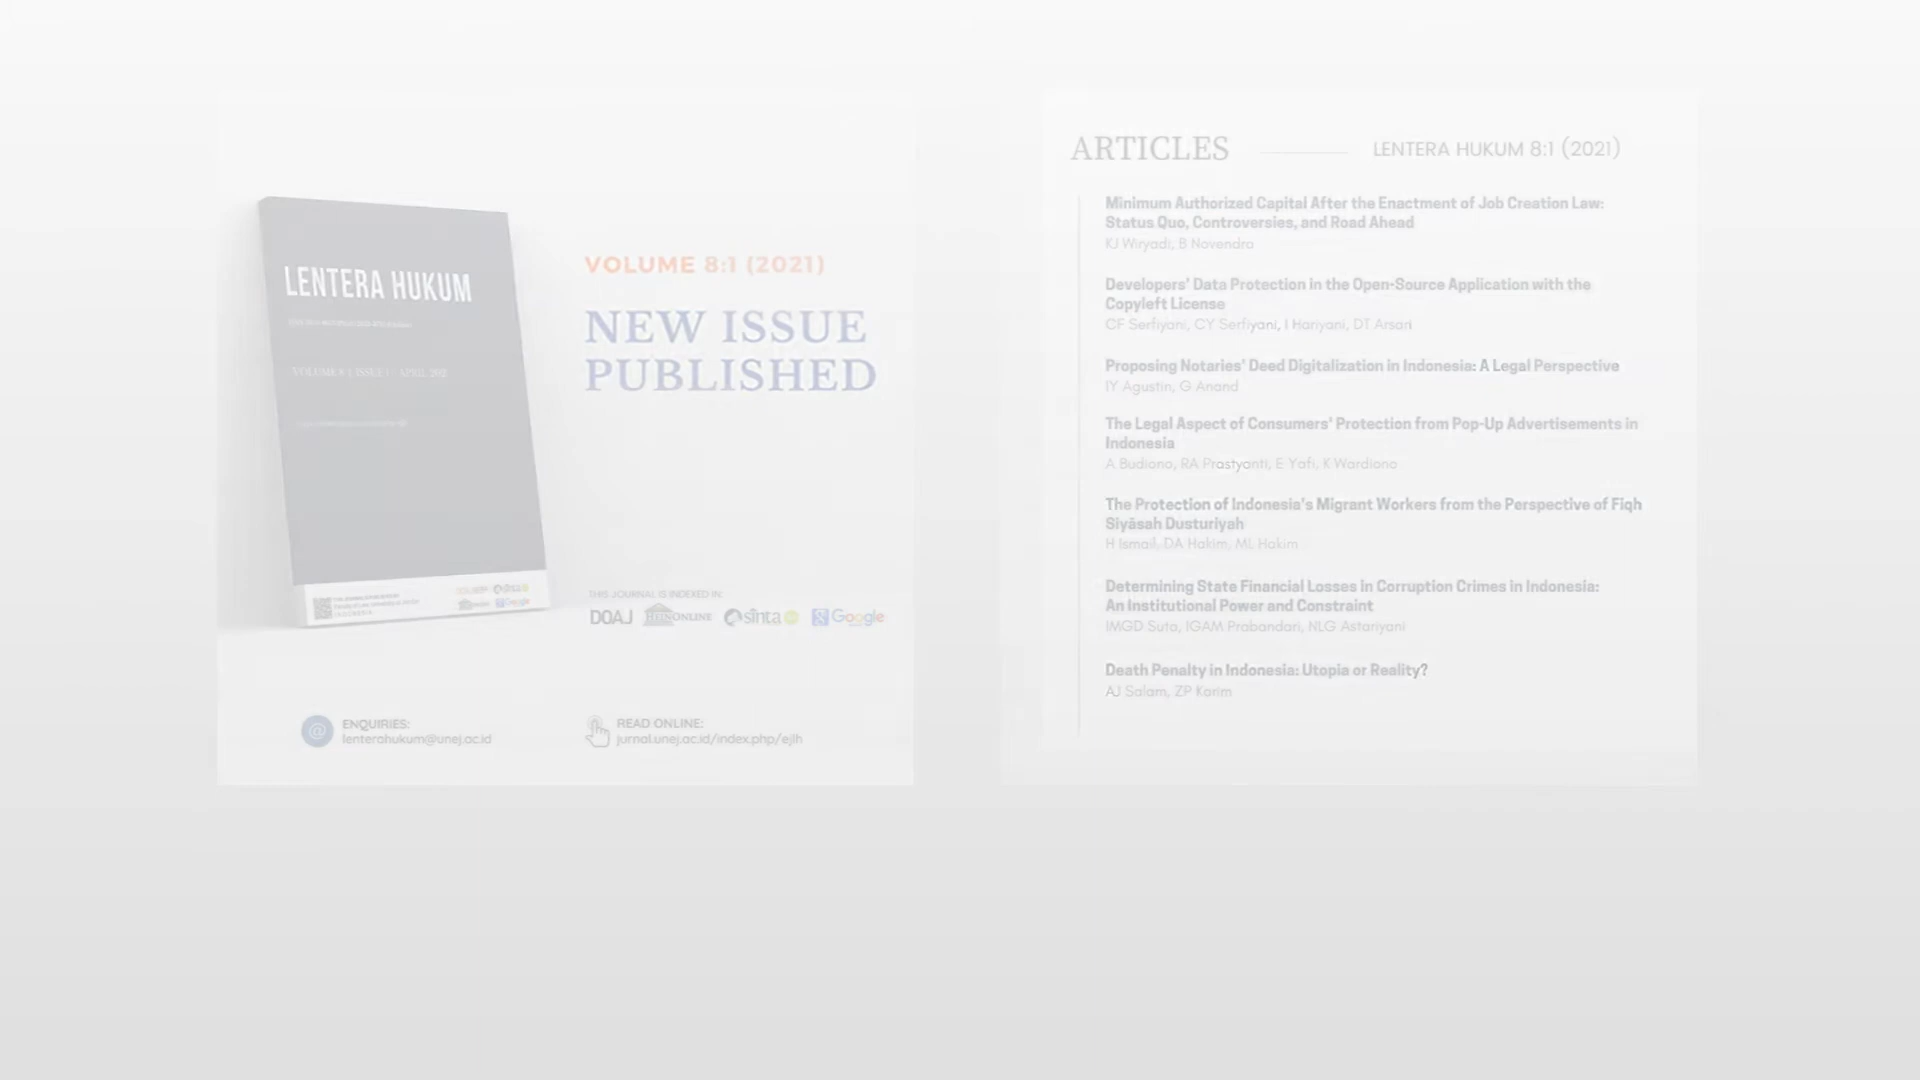 LENTERA HUKUM
VOLUME 8 | ISSUE 1 | APRIL 2021
VOLUME 8:1 (2021)
NEW ISSUE
PUBLISHED
THIS JOURNAL IS INDEXED IN:
DOAJ HEINONLINE sinta Google
ENQUIRIES:
lenterahukum@unej.ac.id
READ ONLINE:
jurnal.unej.ac.id/index.php/ejlh
ARTICLES LENTERA HUKUM 8:1 (2021)
Minimum Authorized Capital After the Enactment of Job Creation Law:
Status Quo, Controversies, and Road Ahead
KJ Wiryadi, B Novendra
Developers' Data Protection in the Open-Source Application with the
Copyleft License
CF Serfiyani, CY Serfiyani, I Hariyani, DT Arsari
Proposing Notaries' Deed Digitalization in Indonesia: A Legal Perspective
IY Agustin, G Anand
The Legal Aspect of Consumers' Protection from Pop-Up Advertisements in
Indonesia
A Budiono, RA Prastyanti, E Yafi, K Wardiono
The Protection of Indonesia's Migrant Workers from the Perspective of Fiqh
Siyāsah Dusturiyah
H Ismail, DA Hakim, ML Hakim
Determining State Financial Losses in Corruption Crimes in Indonesia:
An Institutional Power and Constraint
IMGD Suta, IGAM Prabandari, NLG Astariyani
Death Penalty in Indonesia: Utopia or Reality?
AJ Salam, ZP Karim